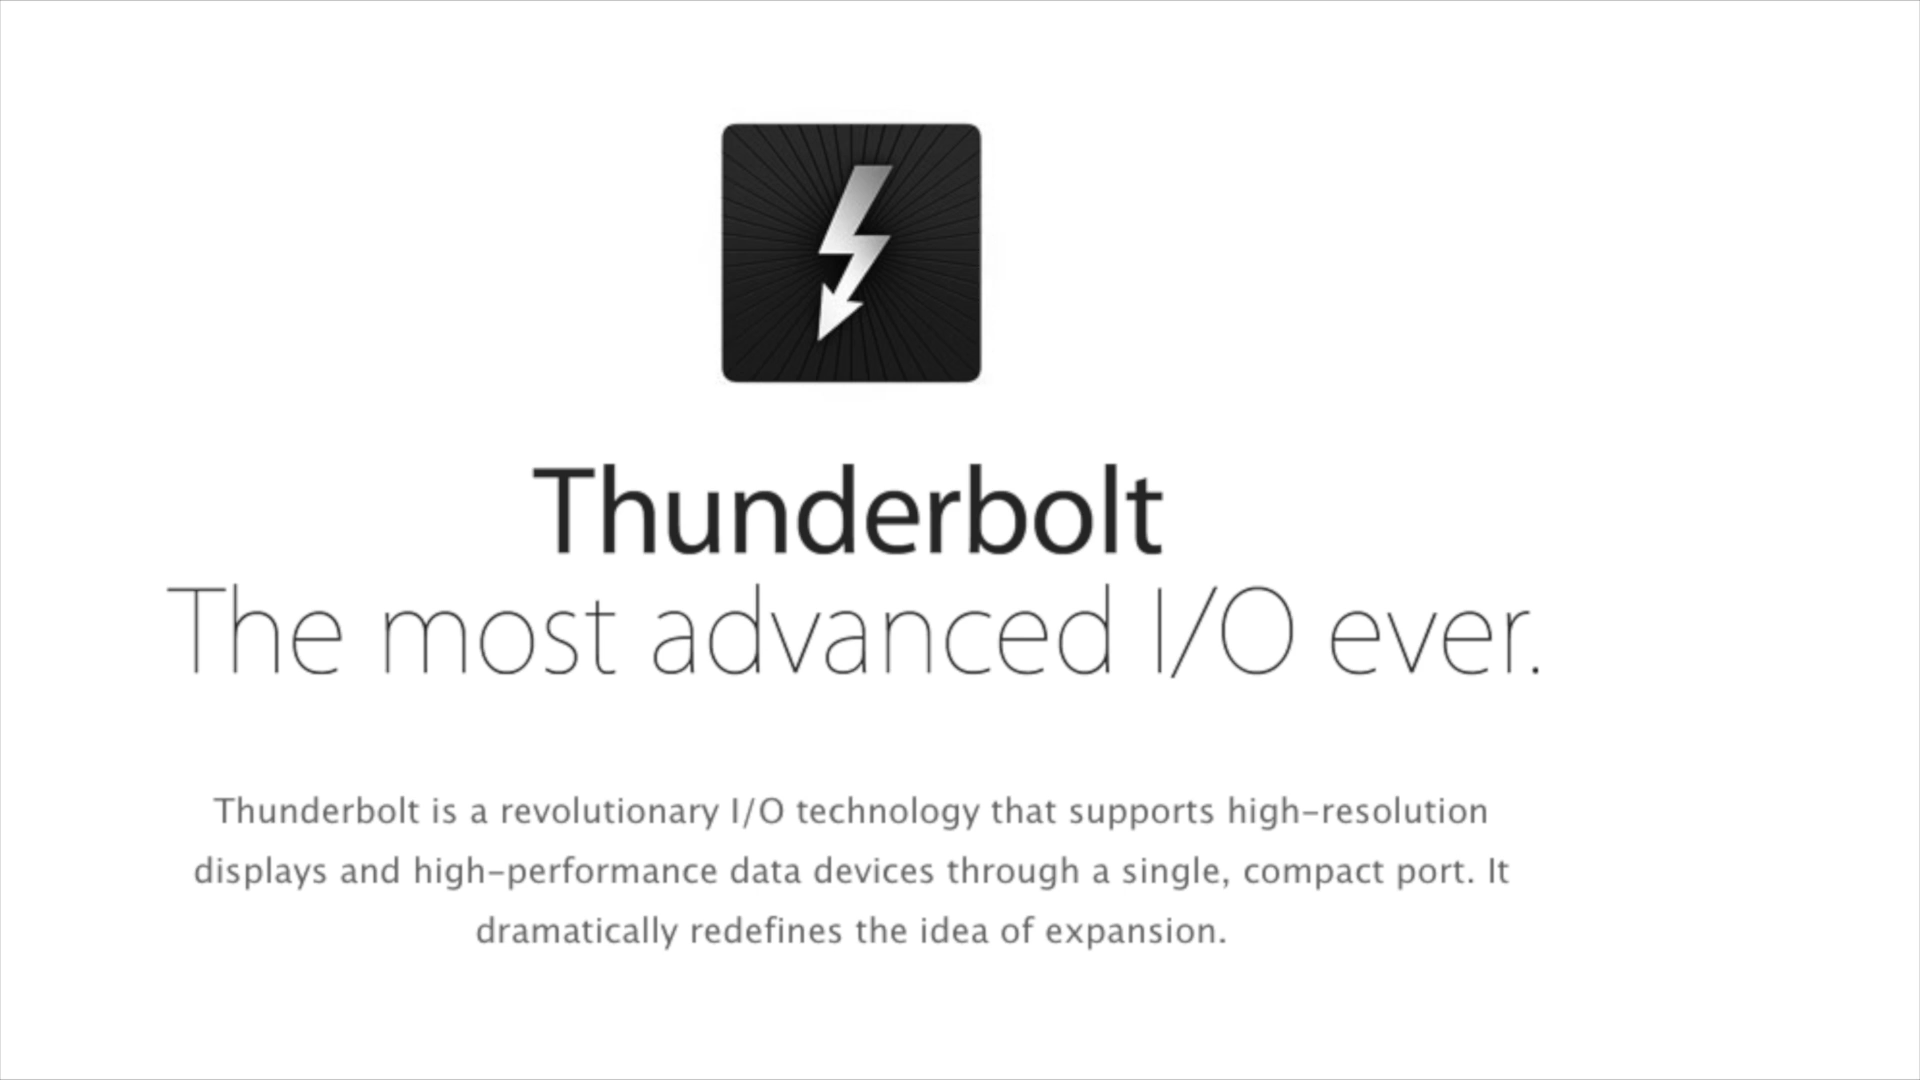 Thunderbolt
The most advanced I/O ever.
Thunderbolt is a revolutionary I/O technology that supports high-resolution
displays and high-performance data devices through a single, compact port. It
dramatically redefines the idea of expansion.